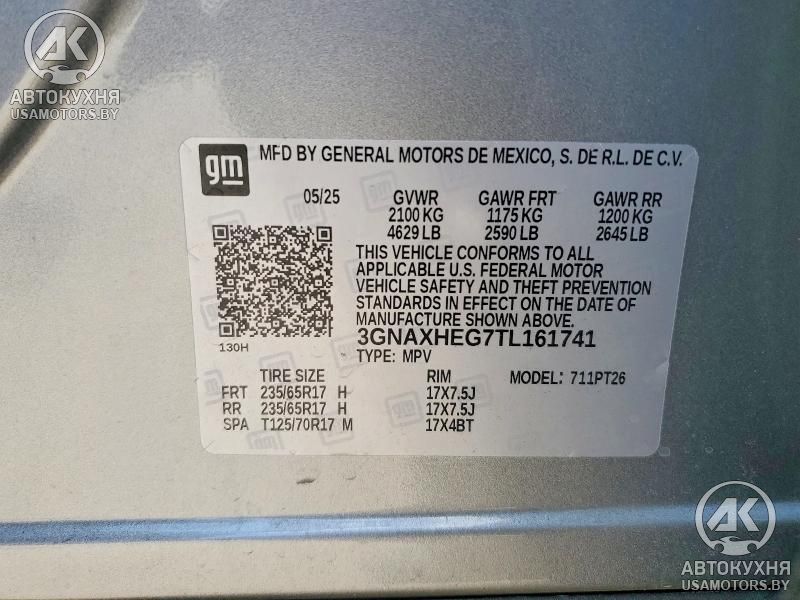 AK
АВТОКУХНЯ
USAMOTORS.BY
gm
MFD BY GENERAL MOTORS DE MEXICO, S. DE R.L. DE C.V.
05/25 GVWR GAWR FRT GAWR RR
2100 KG 1175 KG 1200 KG
4629 LB 2590 LB 2645 LB
THIS VEHICLE CONFORMS TO ALL
APPLICABLE U.S. FEDERAL MOTOR
VEHICLE SAFETY AND THEFT PREVENTION
STANDARDS IN EFFECT ON THE DATE OF
MANUFACTURE SHOWN ABOVE.
130H
3GNAXHEG7TL161741
TYPE: MPV
TIRE SIZE RIM MODEL: 711PT26
FRT 235/65R17 H 17X7.5J
RR 235/65R17 H 17X7.5J
SPA T125/70R17 M 17X4BT
AK
АВТОКУХНЯ
USAMOTORS.BY